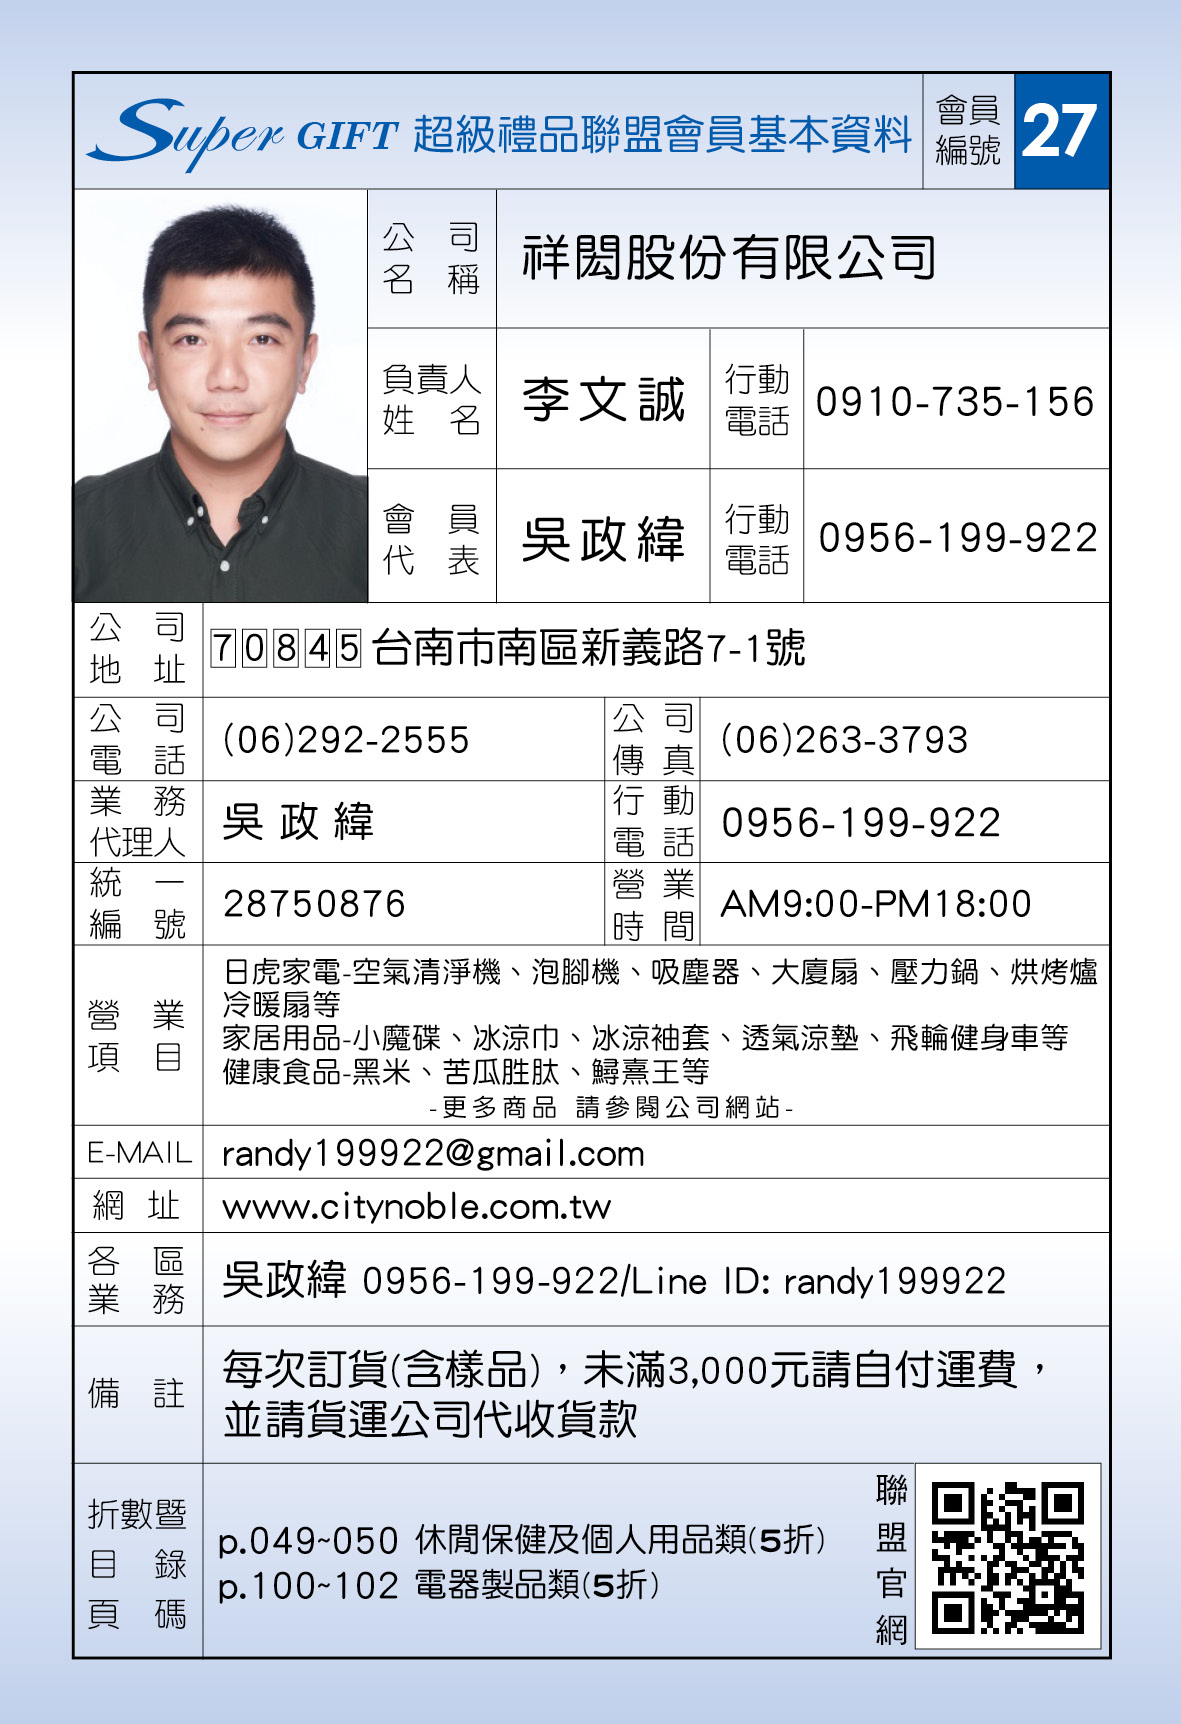 Super GIFT 超級禮品聯盟會員基本資料
會員編號 27
公司名稱 祥閎股份有限公司
負責人姓名 李文誠 行動電話 0910-735-156
會員代表 吳政緯 行動電話 0956-199-922
公司地址 70845 台南市南區新義路7-1號
公司電話 (06)292-2555 公司傳真 (06)263-3793
業務代理人 吳政緯 行動電話 0956-199-922
統一編號 28750876 營業時間 AM9:00-PM18:00
營業項目
日虎家電-空氣清淨機、泡腳機、吸塵器、大廈扇、壓力鍋、烘烤爐
冷暖扇等
家居用品-小魔碟、冰涼巾、冰涼袖套、透氣涼墊、飛輪健身車等
健康食品-黑米、苦瓜胜肽、鱘熹王等
-更多商品 請參閱公司網站-
E-MAIL randy199922@gmail.com
網址 www.citynoble.com.tw
各區業務 吳政緯 0956-199-922/Line ID: randy199922
備註 每次訂貨(含樣品)，未滿3,000元請自付運費，
並請貨運公司代收貨款
折數暨目錄頁碼
p.049~050 休閒保健及個人用品類(5折)
p.100~102 電器製品類(5折)
聯盟官網